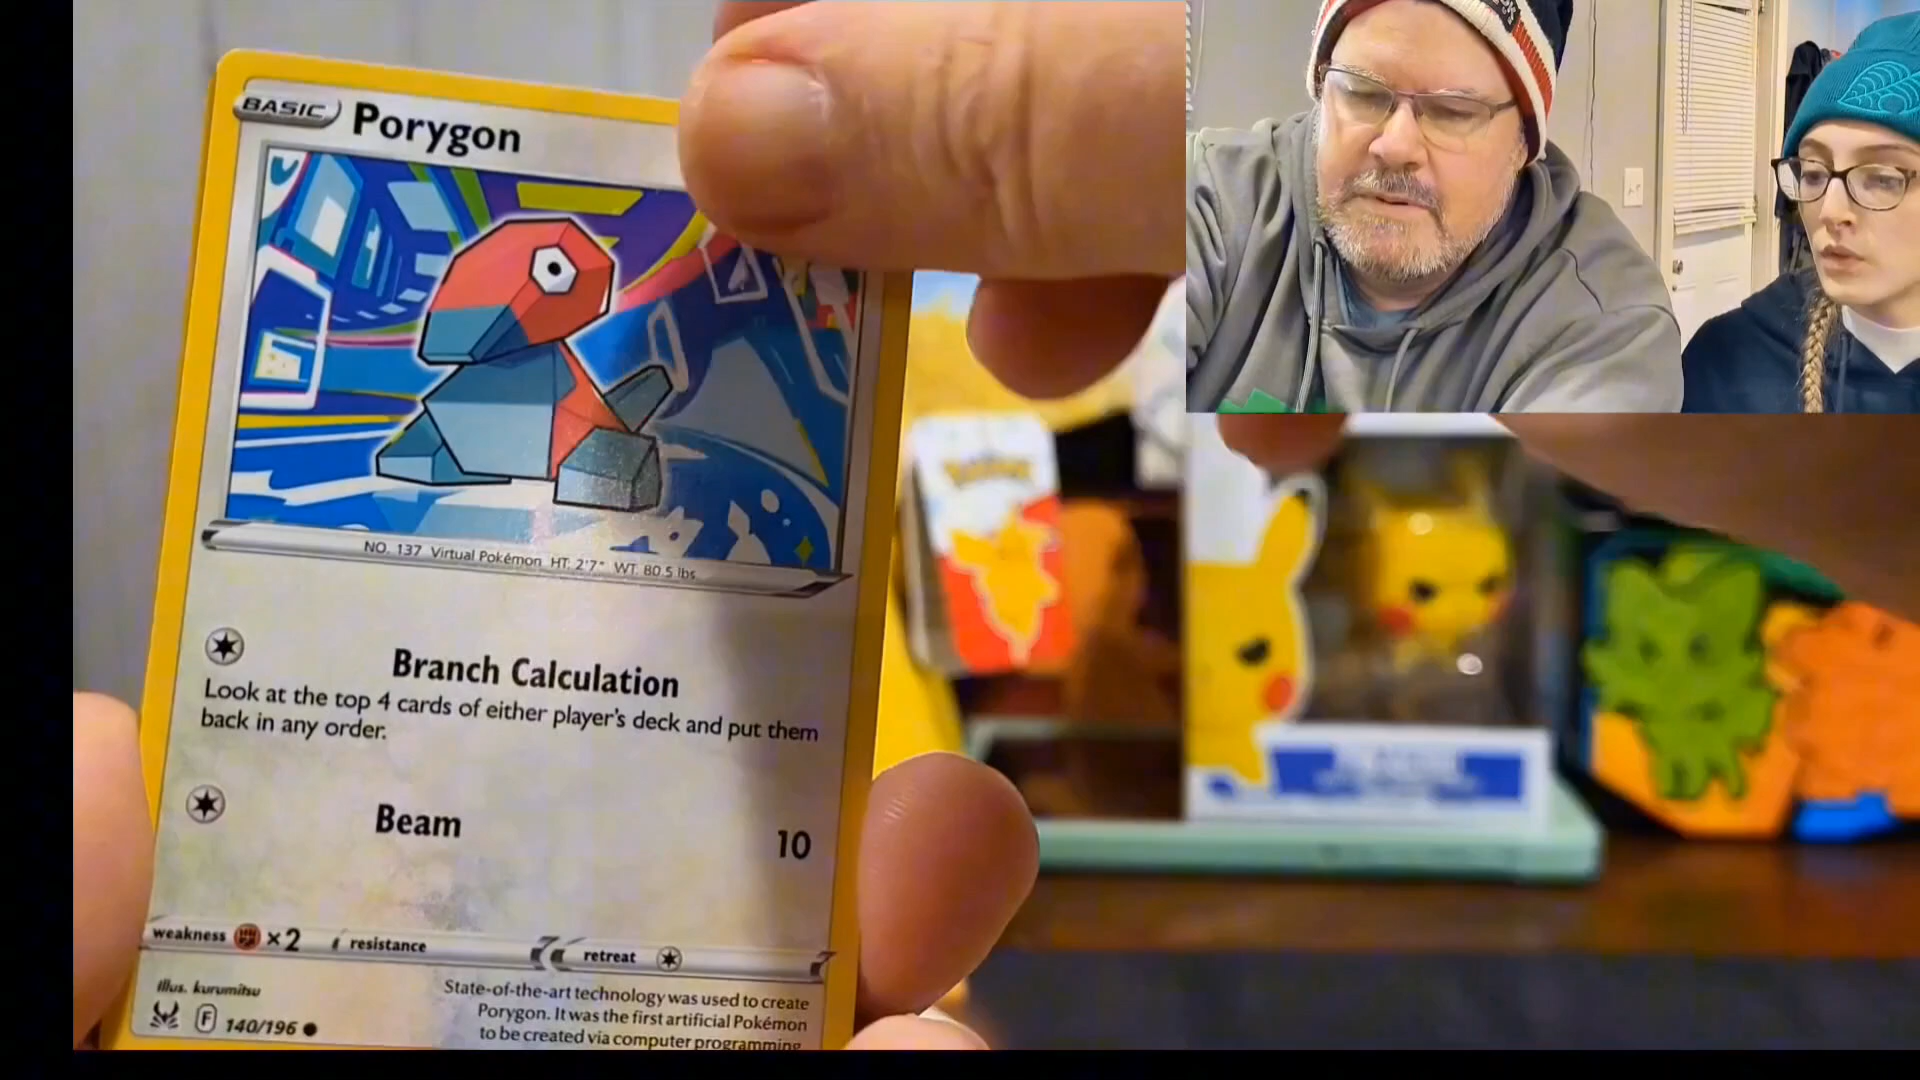 BASIC Porygon
NO. 137 Virtual Pokémon HT: 2'7" WT: 80.5 lbs.
Branch Calculation
Look at the top 4 cards of either player's deck and put them
back in any order.
Beam 10
weakness ×2 resistance retreat
illus. kurumitsu
F 140/196
State-of-the-art technology was used to create
Porygon. It was the first artificial Pokémon
to be created via computer programming.
Pokémon